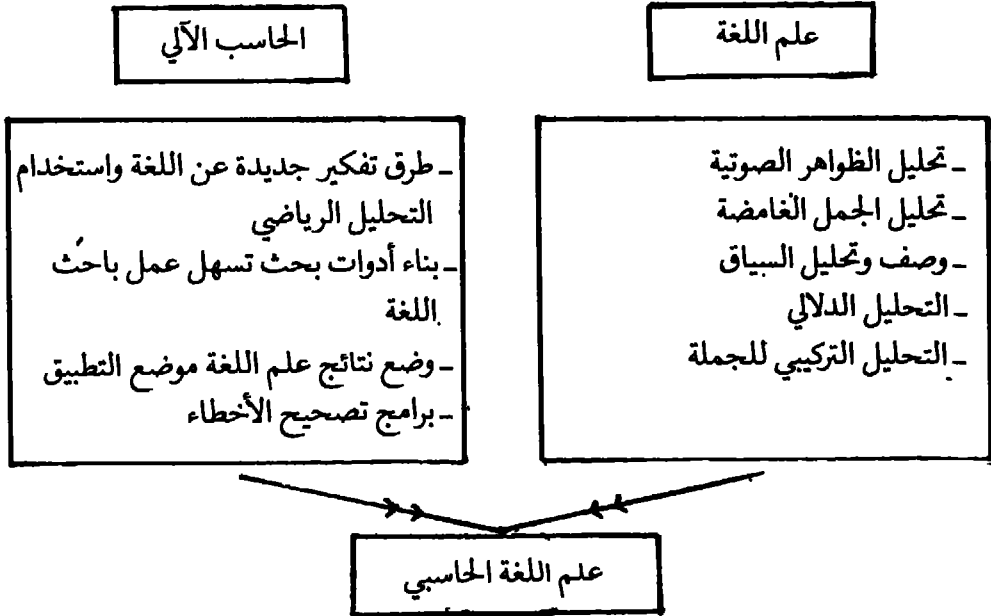 علم اللغة
ـ تحليل الظواهر الصوتية
ـ تحليل الجمل الغامضة
ـ وصف وتحليل السياق
ـ التحليل الدلالي
ـ التحليل التركيبي للجملة
الحاسب الآلي
ـ طرق تفكير جديدة عن اللغة واستخدام
التحليل الرياضي
ـ بناء أدوات بحث تسهل عمل باحث
اللغة
ـ وضع نتائج علم اللغة موضع التطبيق
ـ برامج تصحيح الأخطاء
علم اللغة الحاسبي